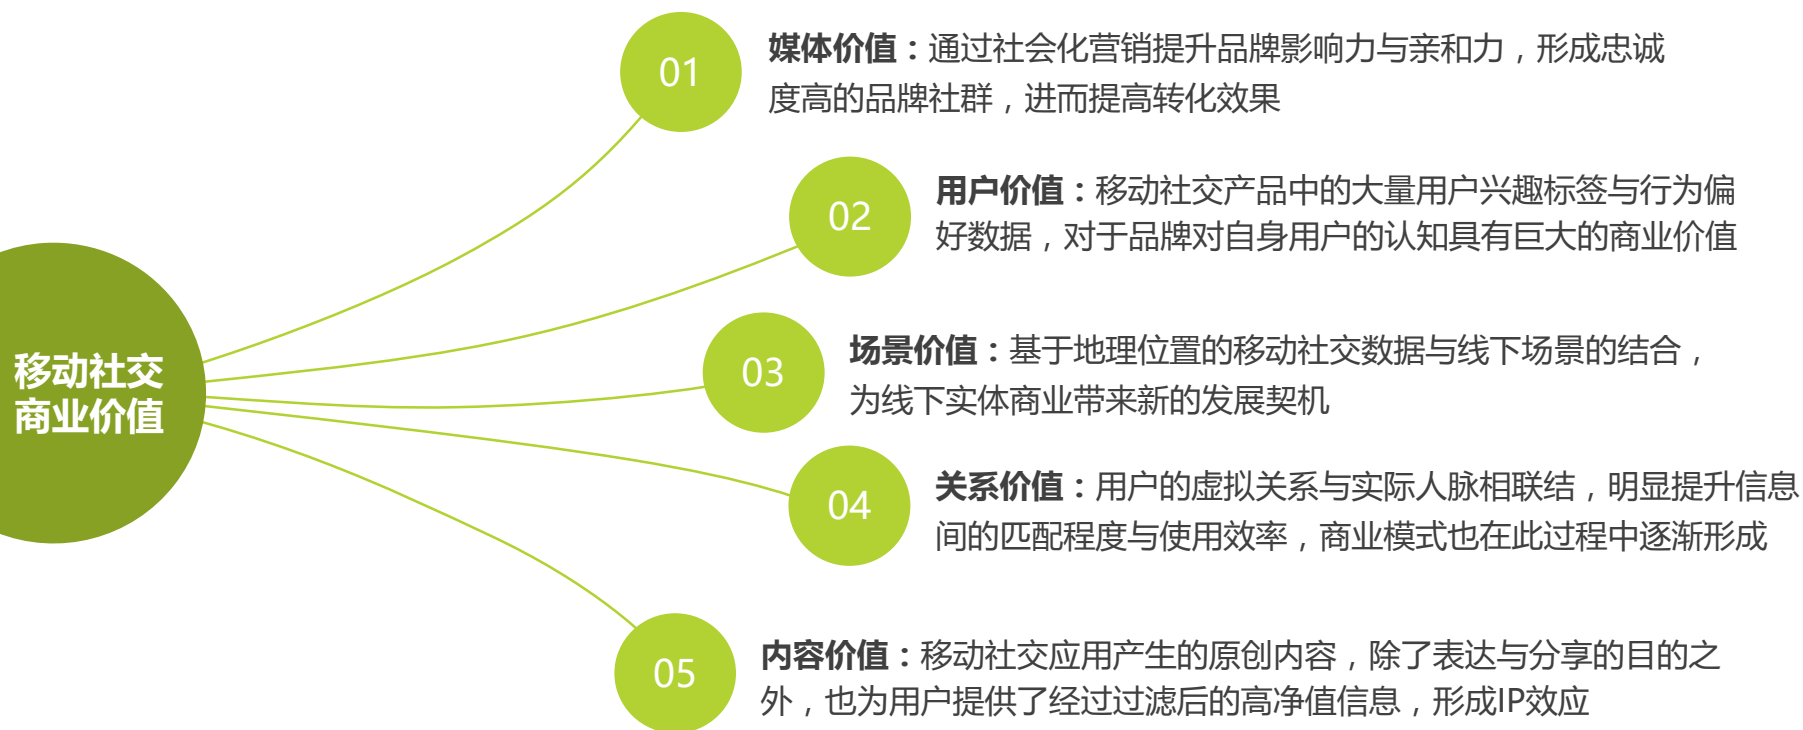 移动社交
商业价值
01
媒体价值：通过社会化营销提升品牌影响力与亲和力，形成忠诚
度高的品牌社群，进而提高转化效果
02
用户价值：移动社交产品中的大量用户兴趣标签与行为偏
好数据，对于品牌对自身用户的认知具有巨大的商业价值
03
场景价值：基于地理位置的移动社交数据与线下场景的结合，
为线下实体商业带来新的发展契机
04
关系价值：用户的虚拟关系与实际人脉相联结，明显提升信息
间的匹配程度与使用效率，商业模式也在此过程中逐渐形成
05
内容价值：移动社交应用产生的原创内容，除了表达与分享的目的之
外，也为用户提供了经过过滤后的高净值信息，形成IP效应